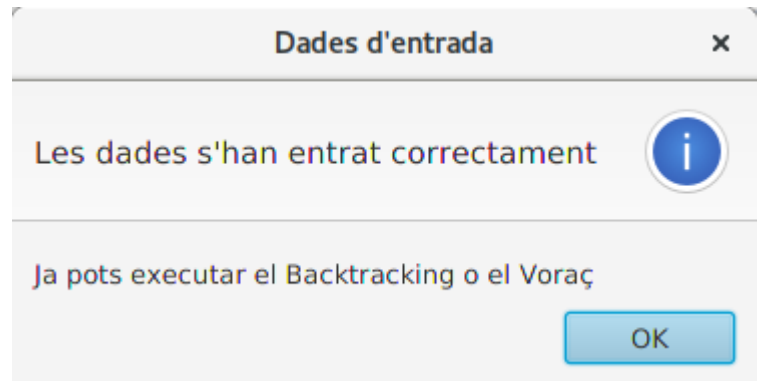 Dades d'entrada
Les dades s'han entrat correctament
Ja pots executar el Backtracking o el Voraç
OK